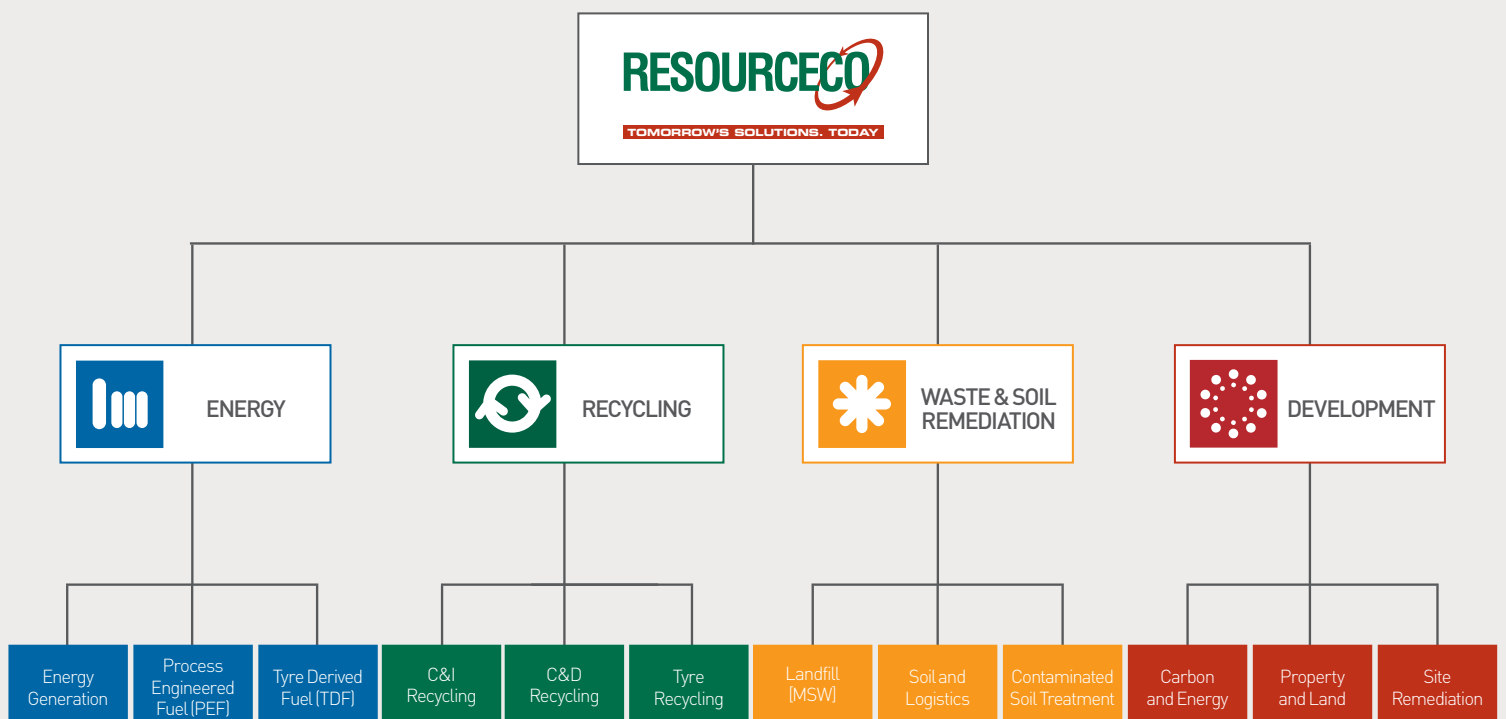 RESOURCECO
TOMORROW'S SOLUTIONS. TODAY
ENERGY
RECYCLING
WASTE & SOIL
REMEDIATION
DEVELOPMENT
Energy
Generation
Process
Engineered
Fuel (PEF)
Tyre Derived
Fuel (TDF)
C&I
Recycling
C&D
Recycling
Tyre
Recycling
Landfill
[MSW]
Soil and
Logistics
Contaminated
Soil Treatment
Carbon
and Energy
Property
and Land
Site
Remediation